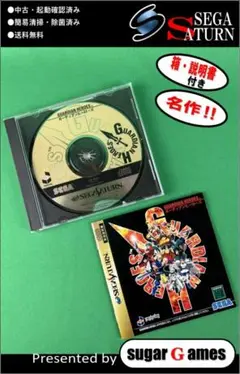 ●中古・起動確認済み
●簡易清掃・除菌済み
●送料無料
SEGA
SATURN
箱・説明書
付き
名作!!
GUARDIAN HEROES
SEGA
SEGA SATURN
GUARDIAN HEROES
SEGA SATURN
SEGA
Presented by sugar Games